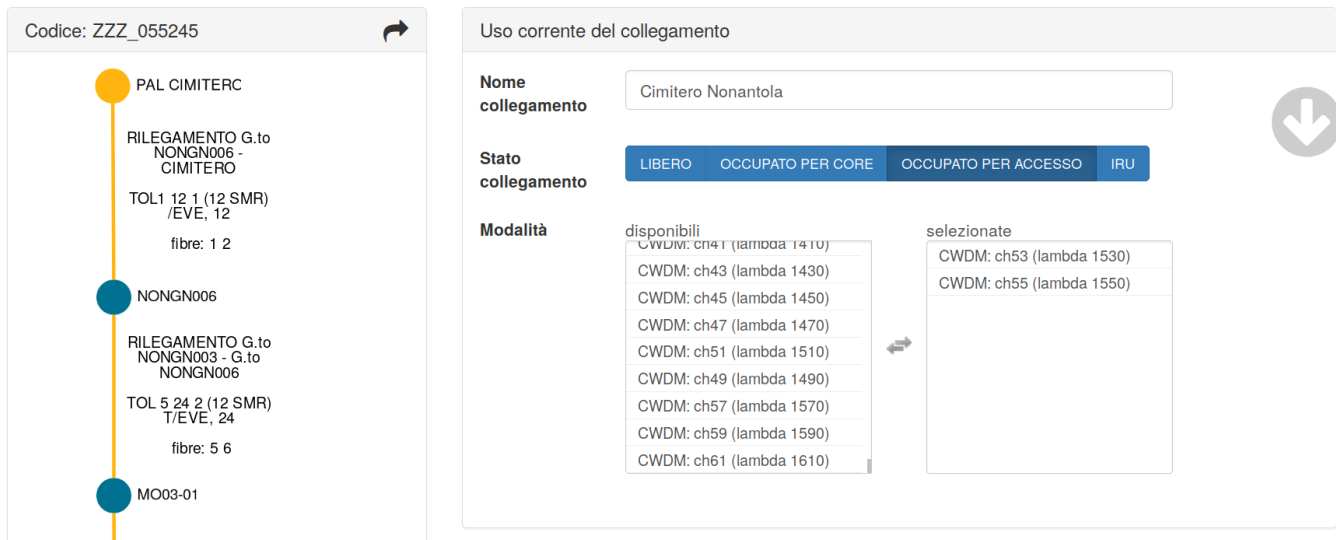 Codice: ZZZ_055245
PAL CIMITERO
RILEGAMENTO G.to
NONGN006 -
CIMITERO
TOL1 12 1 (12 SMR)
/EVE, 12
fibre: 1 2
NONGN006
RILEGAMENTO G.to
NONGN003 - G.to
NONGN006
TOL 5 24 2 (12 SMR)
T/EVE, 24
fibre: 5 6
MO03-01
Uso corrente del collegamento
Nome
collegamento
Cimitero Nonantola
Stato
collegamento
LIBERO OCCUPATO PER CORE OCCUPATO PER ACCESSO IRU
Modalità
disponibili
CWDM: ch41 (lambda 1410)
CWDM: ch43 (lambda 1430)
CWDM: ch45 (lambda 1450)
CWDM: ch47 (lambda 1470)
CWDM: ch51 (lambda 1510)
CWDM: ch49 (lambda 1490)
CWDM: ch57 (lambda 1570)
CWDM: ch59 (lambda 1590)
CWDM: ch61 (lambda 1610)
selezionate
CWDM: ch53 (lambda 1530)
CWDM: ch55 (lambda 1550)